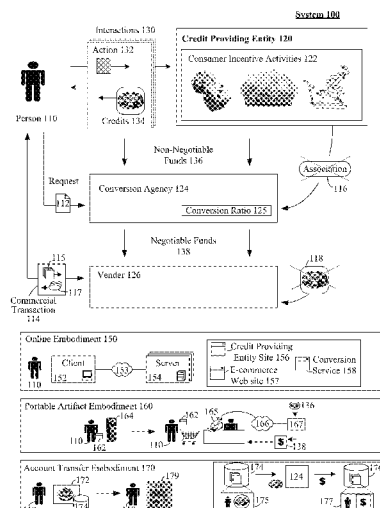 System 100
Interactions 130
Action 132
Credits 134
Credit Providing Entity 120
Consumer Incentive Activities 122
Person 110
Non-Negotiable
Funds 136
Association
116
Request
112
Conversion Agency 124
Conversion Ratio 125
Negotiable Funds
138
115
117
Vender 126
118
Commercial
Transaction
114
Online Embodiment 150
110
Client
152
153
Server
154
Credit Providing
Entity Site 156
E-commerce
Web site 157
Conversion
Service 158
Portable Artifact Embodiment 160
110
162
164
110
162
165
166
136
167
$
138
Account Transfer Embodiment 170
172
174
179
174
124
$
176
175
177
$